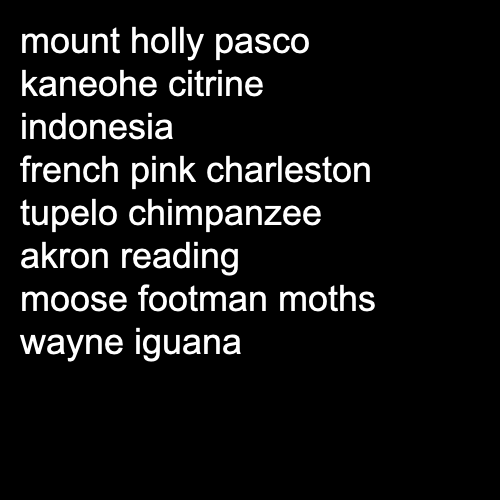 mount holly pasco
kaneohe citrine
indonesia
french pink charleston
tupelo chimpanzee
akron reading
moose footman moths
wayne iguana